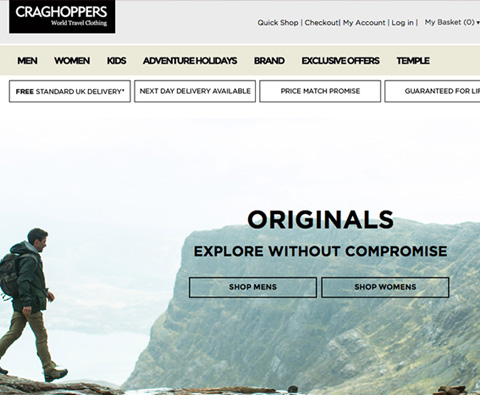 CRAGHOPPERS
World Travel Clothing
Quick Shop | Checkout| My Account | Log in | My Basket (0)
MEN WOMEN KIDS ADVENTURE HOLIDAYS BRAND EXCLUSIVE OFFERS TEMPLE
FREE STANDARD UK DELIVERY* NEXT DAY DELIVERY AVAILABLE PRICE MATCH PROMISE GUARANTEED FOR LIF
ORIGINALS
EXPLORE WITHOUT COMPROMISE
SHOP MENS SHOP WOMENS